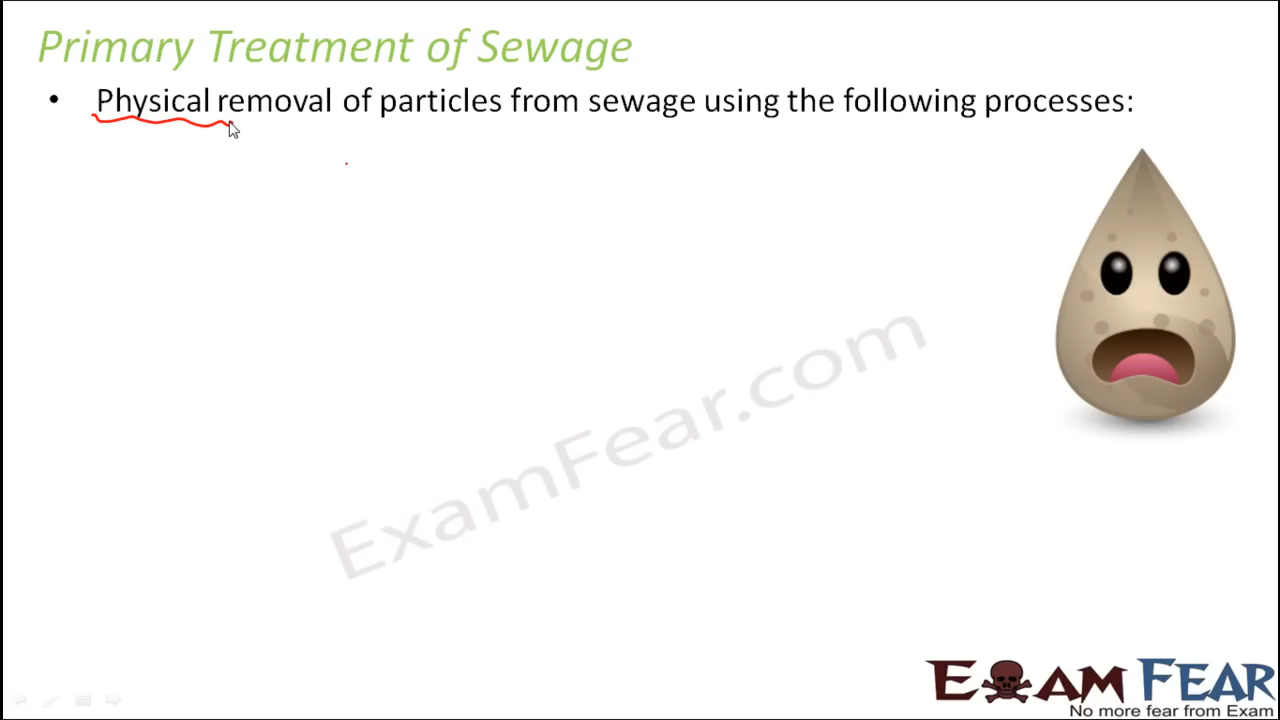 Primary Treatment of Sewage
• Physical removal of particles from sewage using the following processes:
ExamFear.com
EXAM FEAR
No more fear from Exam